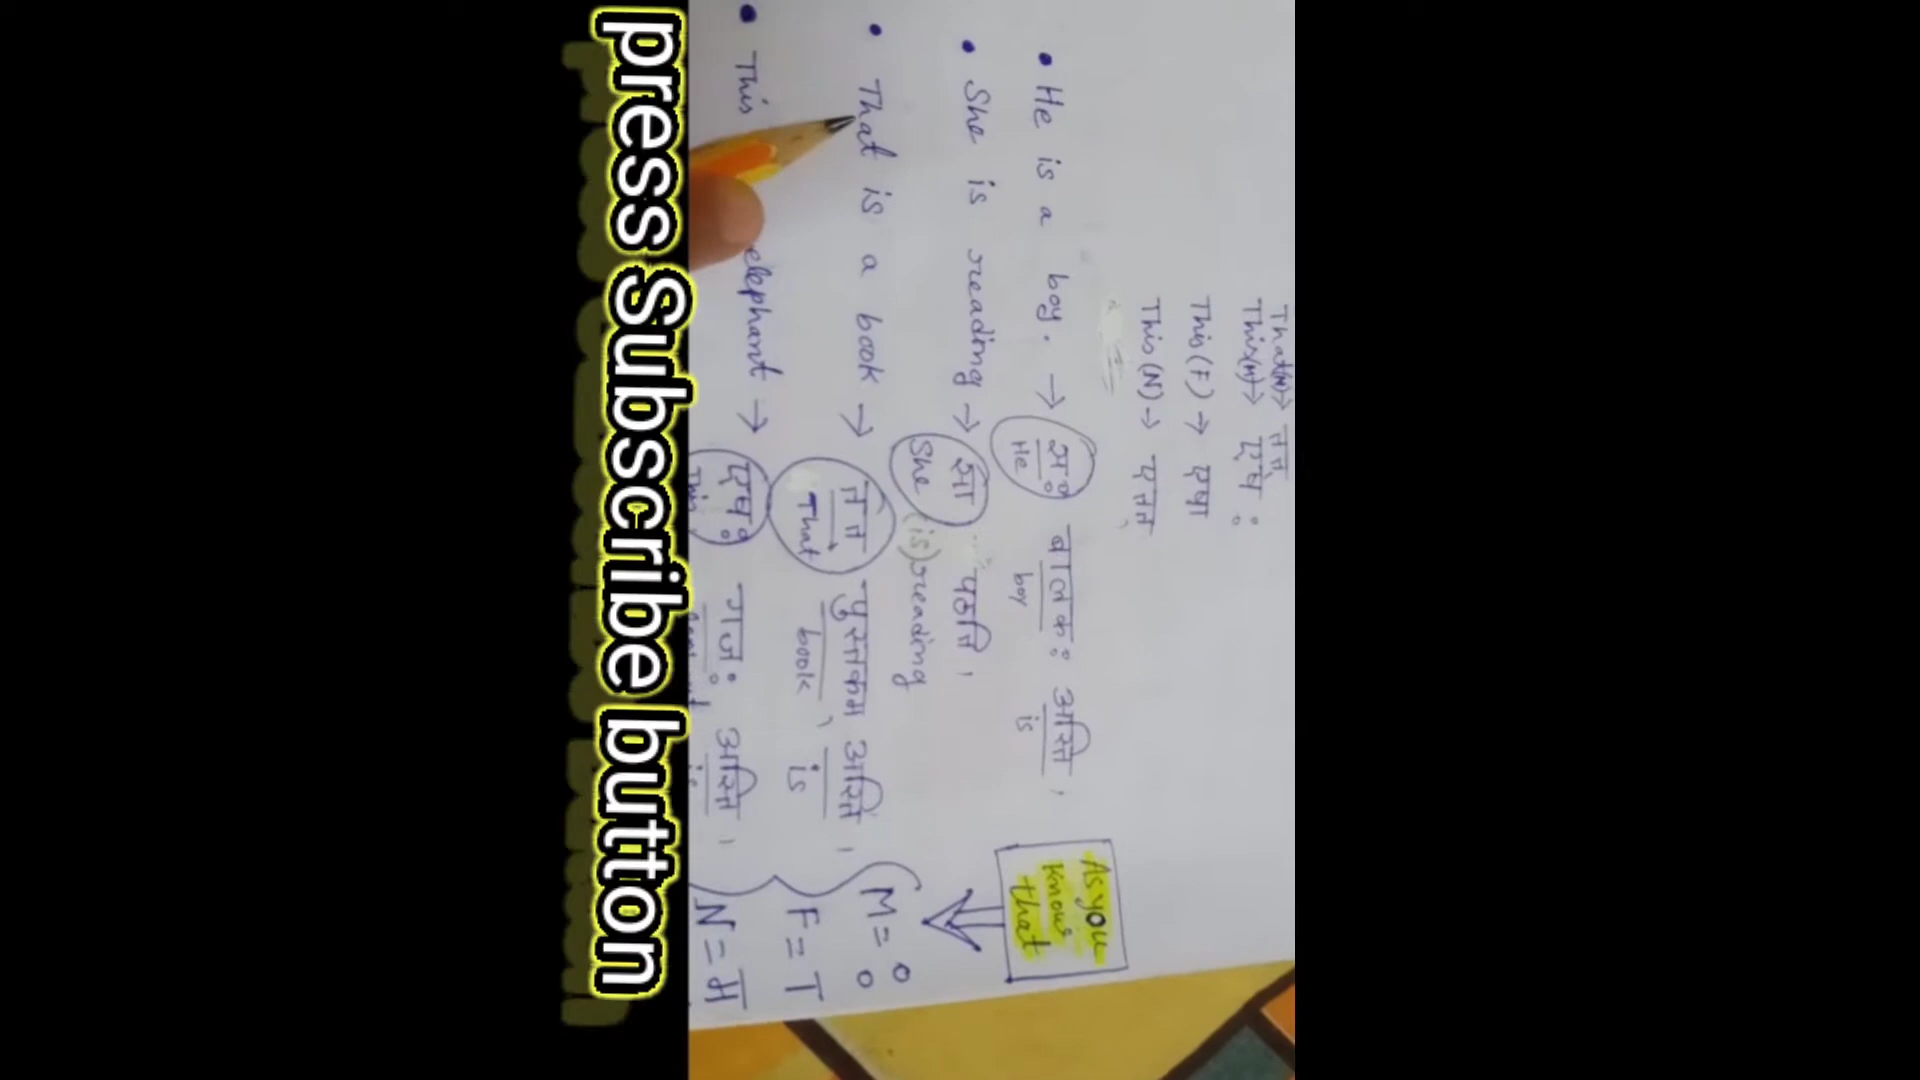 That(N)→ तत्
This(M)→ एष:
This(F)→ एषा
This(N)→ एतत्
• He is a boy. → स: बालक: अस्ति ।
He boy is
• She is reading → सा पठति ।
She (is) reading
• That is a book → तत् पुस्तकम् अस्ति ।
That book is
• This elephant → एष: गज: अस्ति ।
This is
As you
know
that
M = :
F = ा
N = म्
press Subscribe button